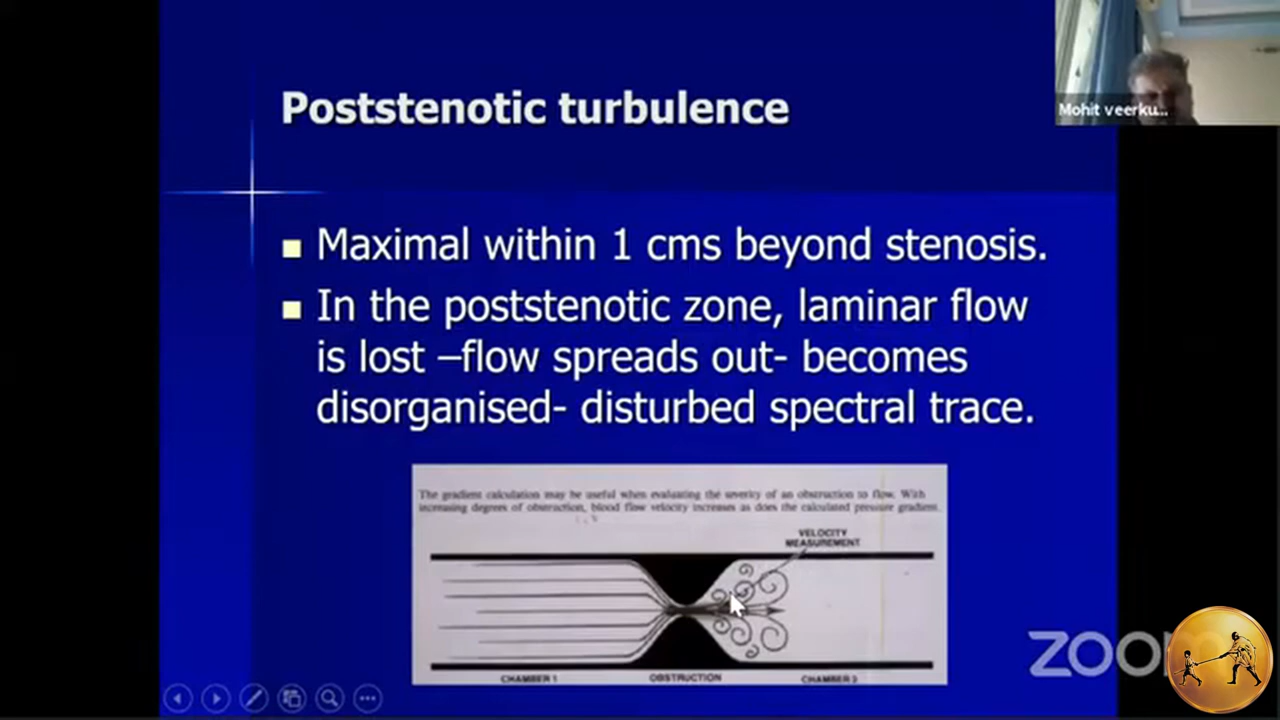 Poststenotic turbulence
Mohit veerku...
Maximal within 1 cms beyond stenosis.
In the poststenotic zone, laminar flow
is lost –flow spreads out- becomes
disorganised- disturbed spectral trace.
The gradient calculation may be useful when evaluating the severity of an obstruction to flow. With
increasing degrees of obstruction, blood flow velocity increases as does the calculated pressure gradient.
VELOCITY
MEASUREMENT
CHAMBER 1
OBSTRUCTION
CHAMBER
zoom